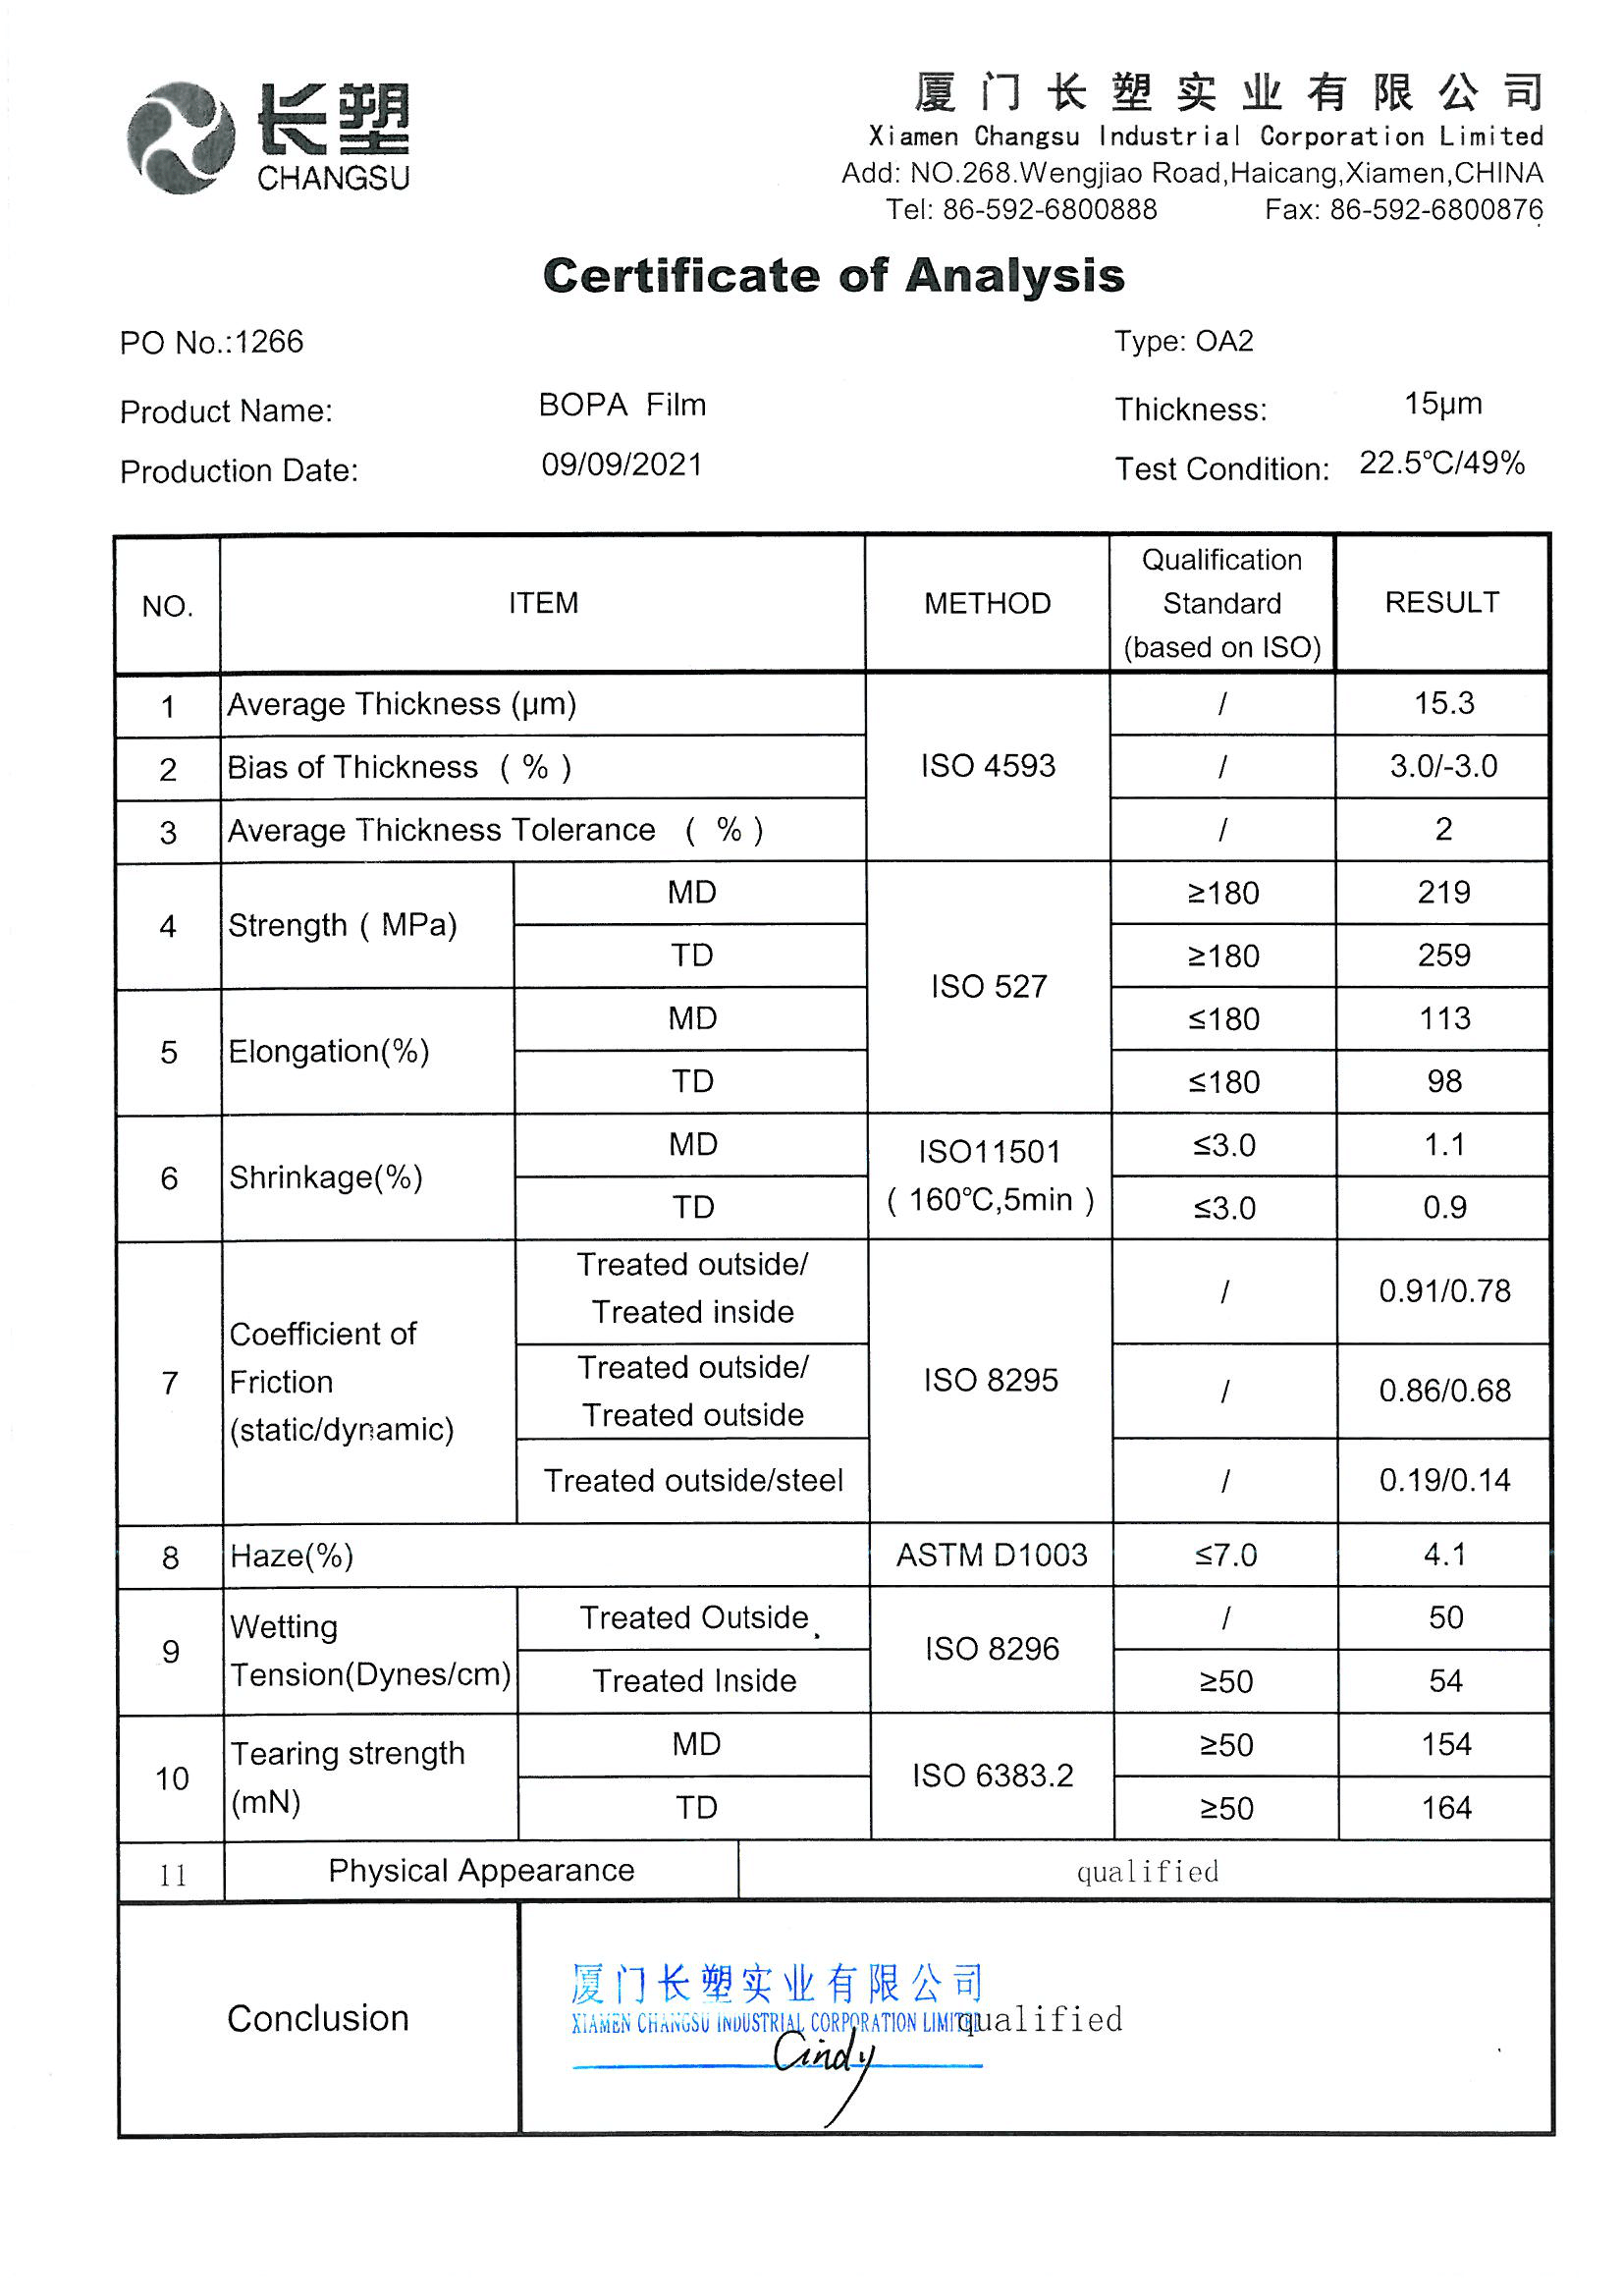 长塑
CHANGSU
厦门长塑实业有限公司
Xiamen Changsu Industrial Corporation Limited
Add: NO.268.Wengjiao Road,Haicang,Xiamen,CHINA
Tel: 86-592-6800888 Fax: 86-592-6800876
Certificate of Analysis
PO No.:1266 Type: OA2
Product Name: BOPA Film Thickness: 15μm
Production Date: 09/09/2021 Test Condition: 22.5℃/49%
NO. ITEM METHOD Qualification Standard (based on ISO) RESULT
1 Average Thickness (μm) ISO 4593 / 15.3
2 Bias of Thickness ( % ) / 3.0/-3.0
3 Average Thickness Tolerance ( % ) / 2
4 Strength ( MPa) MD ISO 527 ≥180 219
TD ≥180 259
5 Elongation(%) MD ≤180 113
TD ≤180 98
6 Shrinkage(%) MD ISO11501 ( 160℃,5min ) ≤3.0 1.1
TD ≤3.0 0.9
7 Coefficient of Friction (static/dynamic) Treated outside/ Treated inside ISO 8295 / 0.91/0.78
Treated outside/ Treated outside / 0.86/0.68
Treated outside/steel / 0.19/0.14
8 Haze(%) ASTM D1003 ≤7.0 4.1
9 Wetting Tension(Dynes/cm) Treated Outside ISO 8296 / 50
Treated Inside ≥50 54
10 Tearing strength (mN) MD ISO 6383.2 ≥50 154
TD ≥50 164
11 Physical Appearance qualified
Conclusion qualified
厦门长塑实业有限公司
XIAMEN CHANGSU INDUSTRIAL CORPORATION LIMITED
Cindy